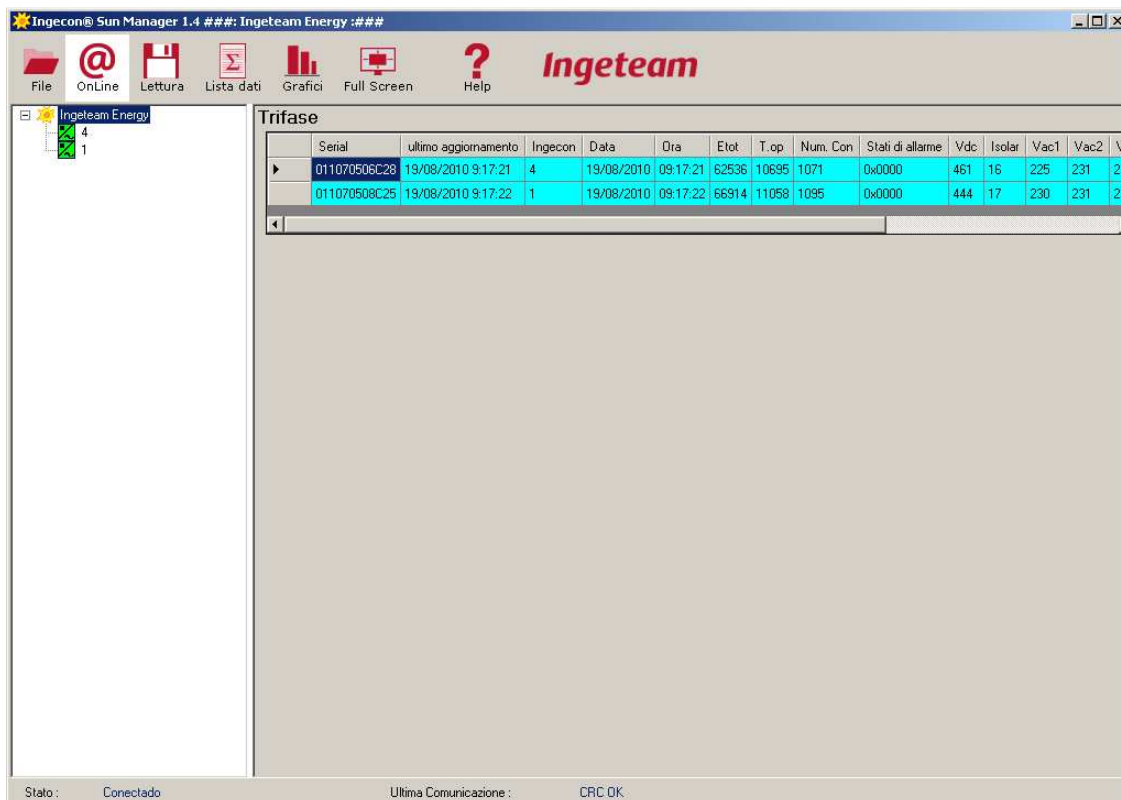 Ingecon® Sun Manager 1.4 ###: Ingeteam Energy :###
File OnLine Lettura Lista dati Grafici Full Screen Help Ingeteam
Ingeteam Energy
4
1
Trifase
Serial ultimo aggiornamento Ingecon Data Ora Etot T.op Num. Con Stati di allarme Vdc Isolar Vac1 Vac2
011070506C28 19/08/2010 9:17:21 4 19/08/2010 09:17:21 62536 10695 1071 0x0000 461 16 225 231 2
011070508C25 19/08/2010 9:17:22 1 19/08/2010 09:17:22 66914 11058 1095 0x0000 444 17 230 231 2
Stato : Conectado Ultima Comunicazione : CRC OK